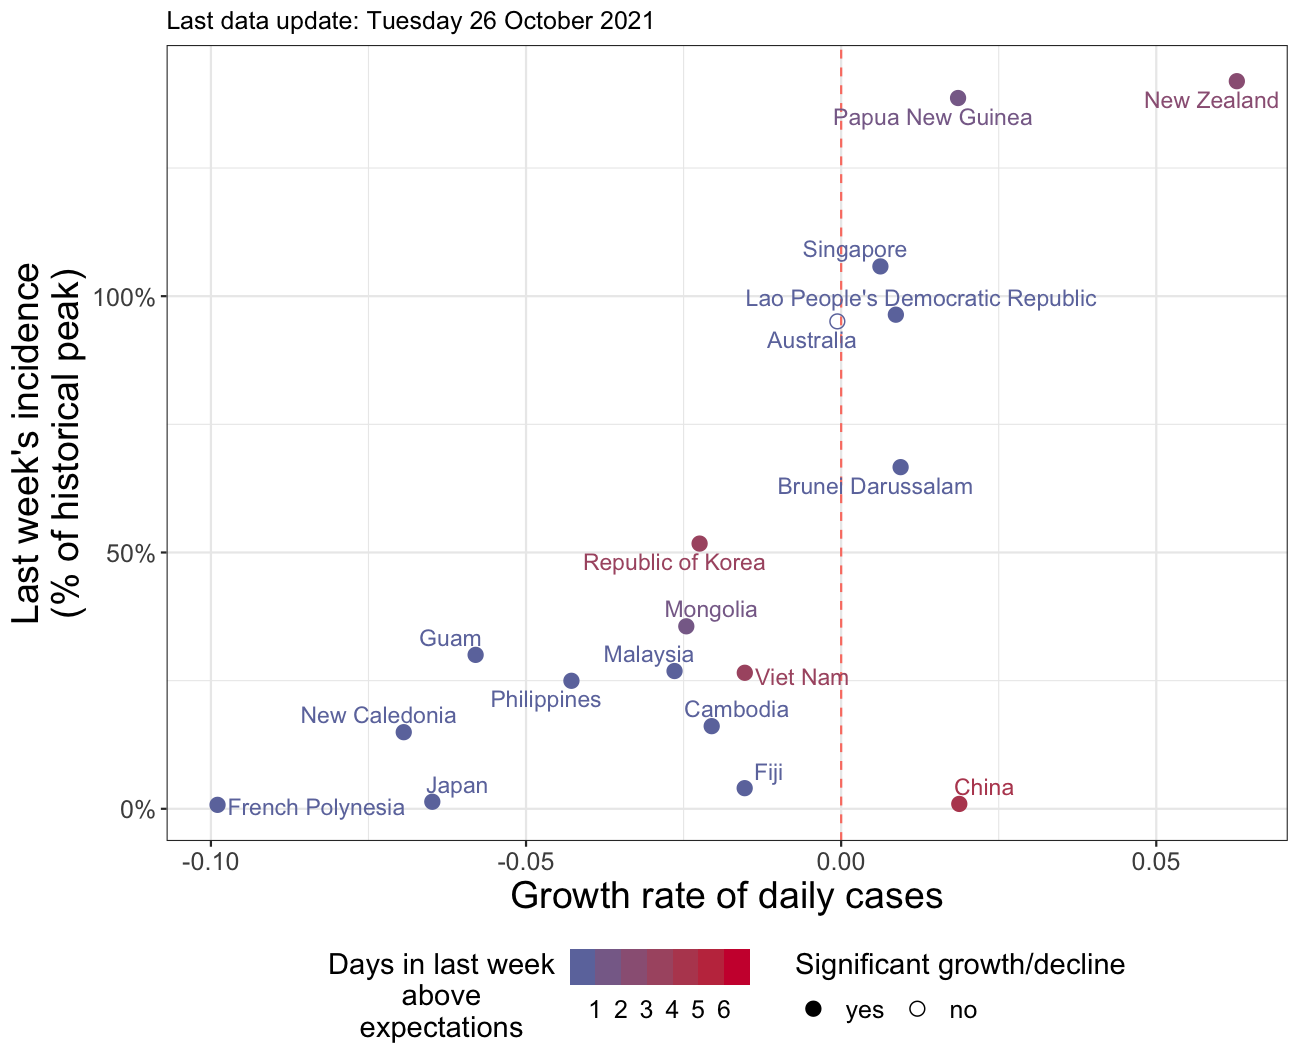 Last data update: Tuesday 26 October 2021
New Zealand
Papua New Guinea
Singapore
Lao People's Democratic Republic
Australia
Brunei Darussalam
Republic of Korea
Mongolia
Guam
Malaysia
Viet Nam
Philippines
Cambodia
New Caledonia
Fiji
Japan
China
French Polynesia
Last week's incidence
(% of historical peak)
100%
50%
0%
-0.10
-0.05
0.00
0.05
Growth rate of daily cases
Days in last week
above
expectations
1 2 3 4 5 6
Significant growth/decline
yes
no